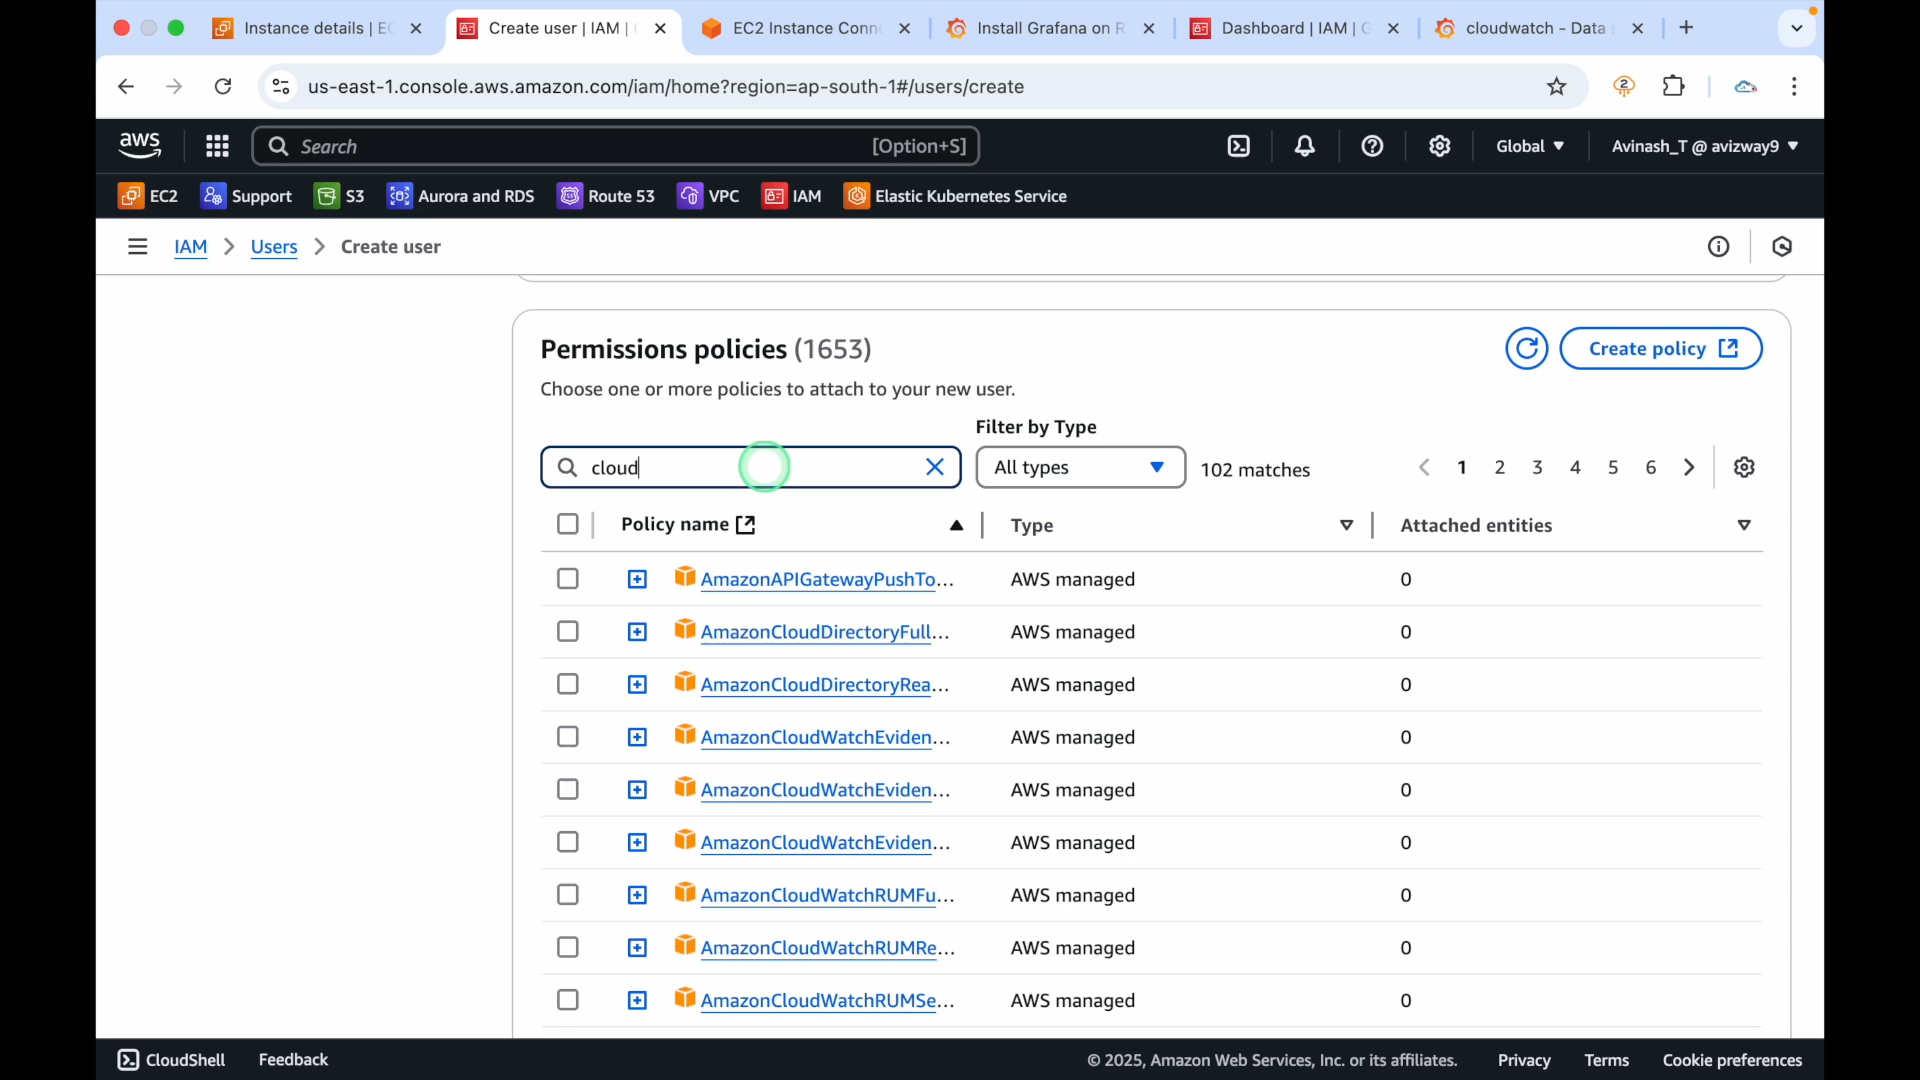 Instance details | EC
Create user | IAM |
EC2 Instance Conn
Install Grafana on R
Dashboard | IAM | G
cloudwatch - Data s
us-east-1.console.aws.amazon.com/iam/home?region=ap-south-1#/users/create
2
aws
Search
[Option+S]
Global
Avinash_T @ avizway9
EC2
Support
S3
Aurora and RDS
Route 53
VPC
IAM
Elastic Kubernetes Service
IAM
Users
Create user
Permissions policies (1653)
Create policy
Choose one or more policies to attach to your new user.
Filter by Type
cloud
All types
102 matches
1 2 3 4 5 6
Policy name
Type
Attached entities
AmazonAPIGatewayPushTo... AWS managed 0
AmazonCloudDirectoryFull... AWS managed 0
AmazonCloudDirectoryRea... AWS managed 0
AmazonCloudWatchEviden... AWS managed 0
AmazonCloudWatchEviden... AWS managed 0
AmazonCloudWatchEviden... AWS managed 0
AmazonCloudWatchRUMFu... AWS managed 0
AmazonCloudWatchRUMRe... AWS managed 0
AmazonCloudWatchRUMSe... AWS managed 0
CloudShell
Feedback
© 2025, Amazon Web Services, Inc. or its affiliates.
Privacy
Terms
Cookie preferences